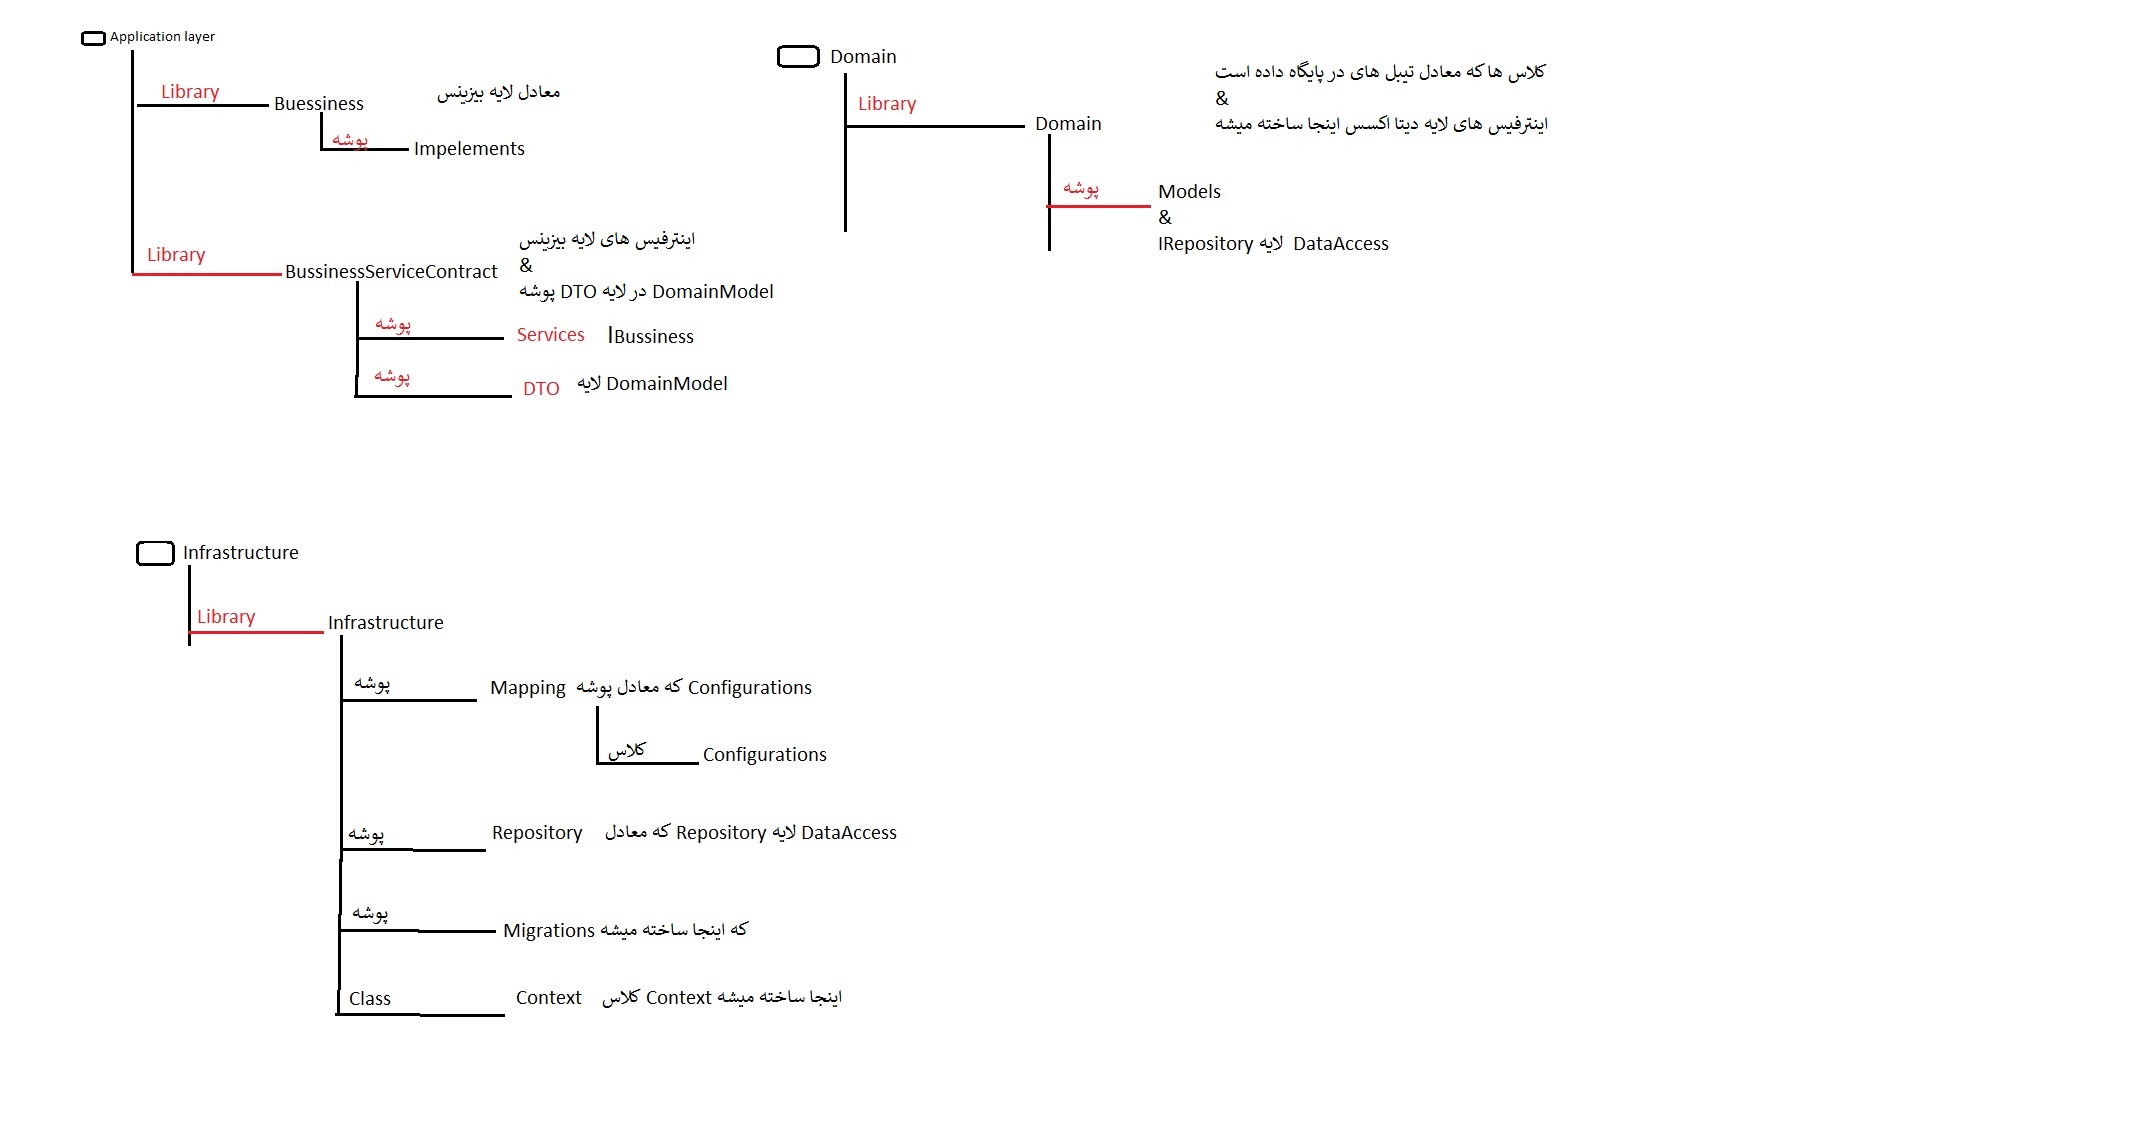 Application layer
Library
Buessiness
معادل لایه بیزینس
پوشه
Impelements
Library
BussinessServiceContract
اینترفیس های لایه بیزینس
&
پوشه DTO در لایه DomainModel
پوشه
Services
IBussiness
پوشه
DTO
لایه DomainModel
Domain
Library
Domain
کلاس ها که معادل تیبل های در پایگاه داده است
&
اینترفیس های لایه دیتا اکسس اینجا ساخته میشه
پوشه
Models
&
IRepository لایه DataAccess
Infrastructure
Library
Infrastructure
پوشه
Mapping که معادل پوشه Configurations
کلاس
Configurations
پوشه
Repository که معادل Repository لایه DataAccess
پوشه
Migrations که اینجا ساخته میشه
Class
Context کلاس Context اینجا ساخته میشه